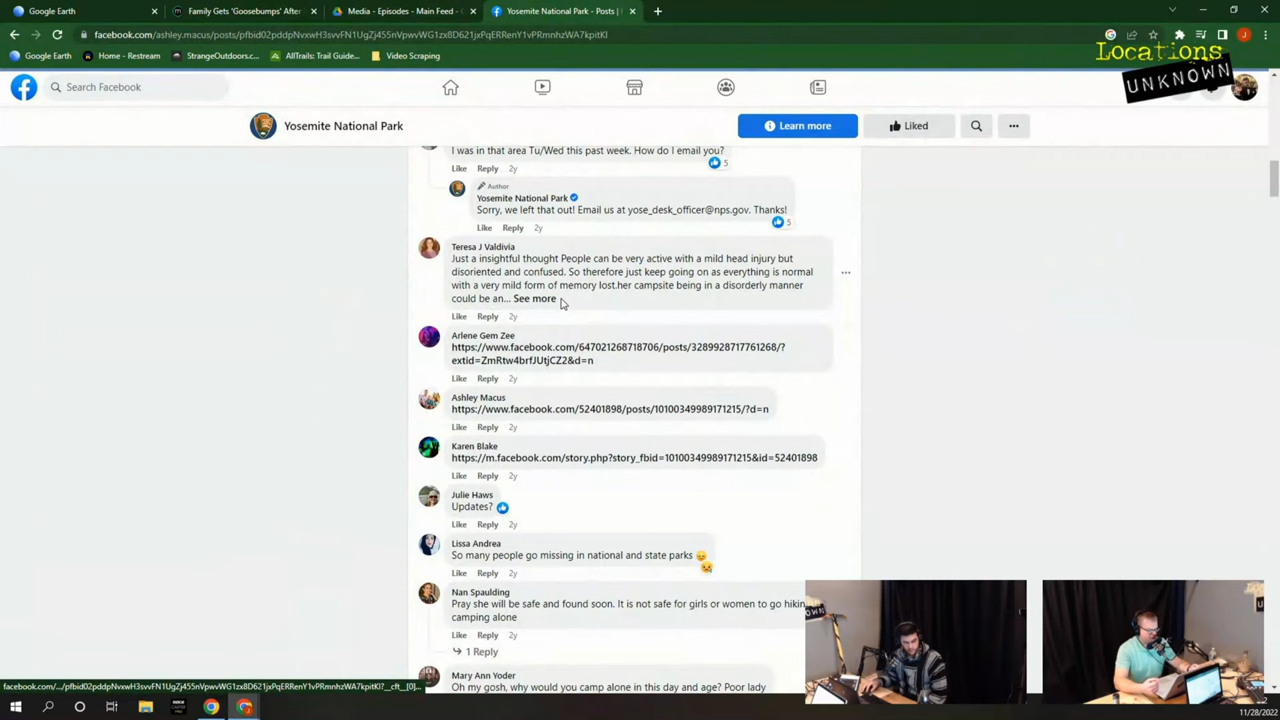 Google Earth
Family Gets 'Goosebumps' After
Media - Episodes - Main Feed -
Yosemite National Park - Posts |
facebook.com/ashley.macus/posts/pfbid02pddpNvxwH3svvFN1UgZj455nVpwvWG1zx8D6C1jxPqERRenY1vPRmnhzWA7kpitKl
Google Earth
Home - Restream
StrangeOutdoors.c...
AllTrails: Trail Guide...
Video Scraping
Locations
UNKNOWN
Search Facebook
Yosemite National Park
Learn more
Liked
I was in that area Tu/Wed this past week. How do I email you?
5
Like Reply 2y
Author
Yosemite National Park
Sorry, we left that out! Email us at yose_desk_officer@nps.gov. Thanks!
5
Like Reply 2y
Teresa J Valdivia
Just a insightful thought People can be very active with a mild head injury but
disoriented and confused. So therefore just keep going on as everything is normal
with a very mild form of memory lost.her campsite being in a disorderly manner
could be an... See more
Like Reply 2y
Arlene Gem Zee
https://www.facebook.com/647021268718706/posts/3289928717761268/?
extid=ZmRtw4brfJUtjCZ2&d=n
Like Reply 2y
Ashley Macus
https://www.facebook.com/52401898/posts/10100349989171215/?d=n
Like Reply 2y
Karen Blake
https://m.facebook.com/story.php?story_fbid=10100349989171215&id=52401898
Like Reply 2y
Julie Haws
Updates?
Like Reply 2y
Lissa Andrea
So many people go missing in national and state parks
Like Reply 2y
Nan Spaulding
Pray she will be safe and found soon. It is not safe for girls or women to go hikin
camping alone
Like Reply 2y
1 Reply
Mary Ann Yoder
Oh my gosh, why would you camp alone in this day and age? Poor lady
11/28/2022